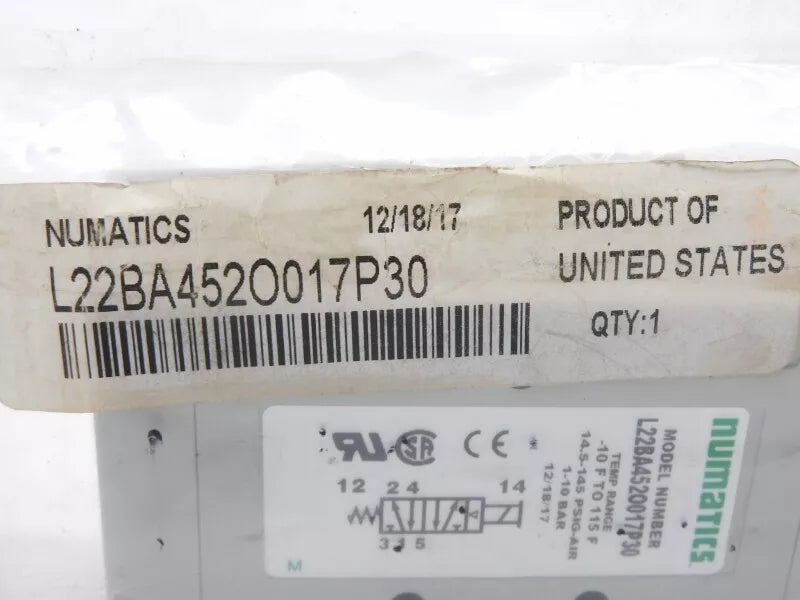 NUMATICS 12/18/17 PRODUCT OF
L22BA452O017P30 UNITED STATES
QTY:1
numatics
MODEL NUMBER
L22BA452O017P30
TEMP RANGE
-10 F TO 115 F
14.5-145 PSIG-AIR
1-10 BAR
12/18/17
RU SA CE
12 2 4 14
3 1 5
M